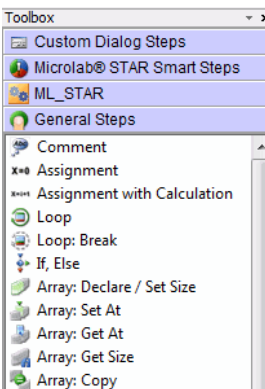 Toolbox
Custom Dialog Steps
Microlab® STAR Smart Steps
ML_STAR
General Steps
Comment
X=0 Assignment
Assignment with Calculation
Loop
Loop: Break
If, Else
Array: Declare / Set Size
Array: Set At
Array: Get At
Array: Get Size
Array: Copy